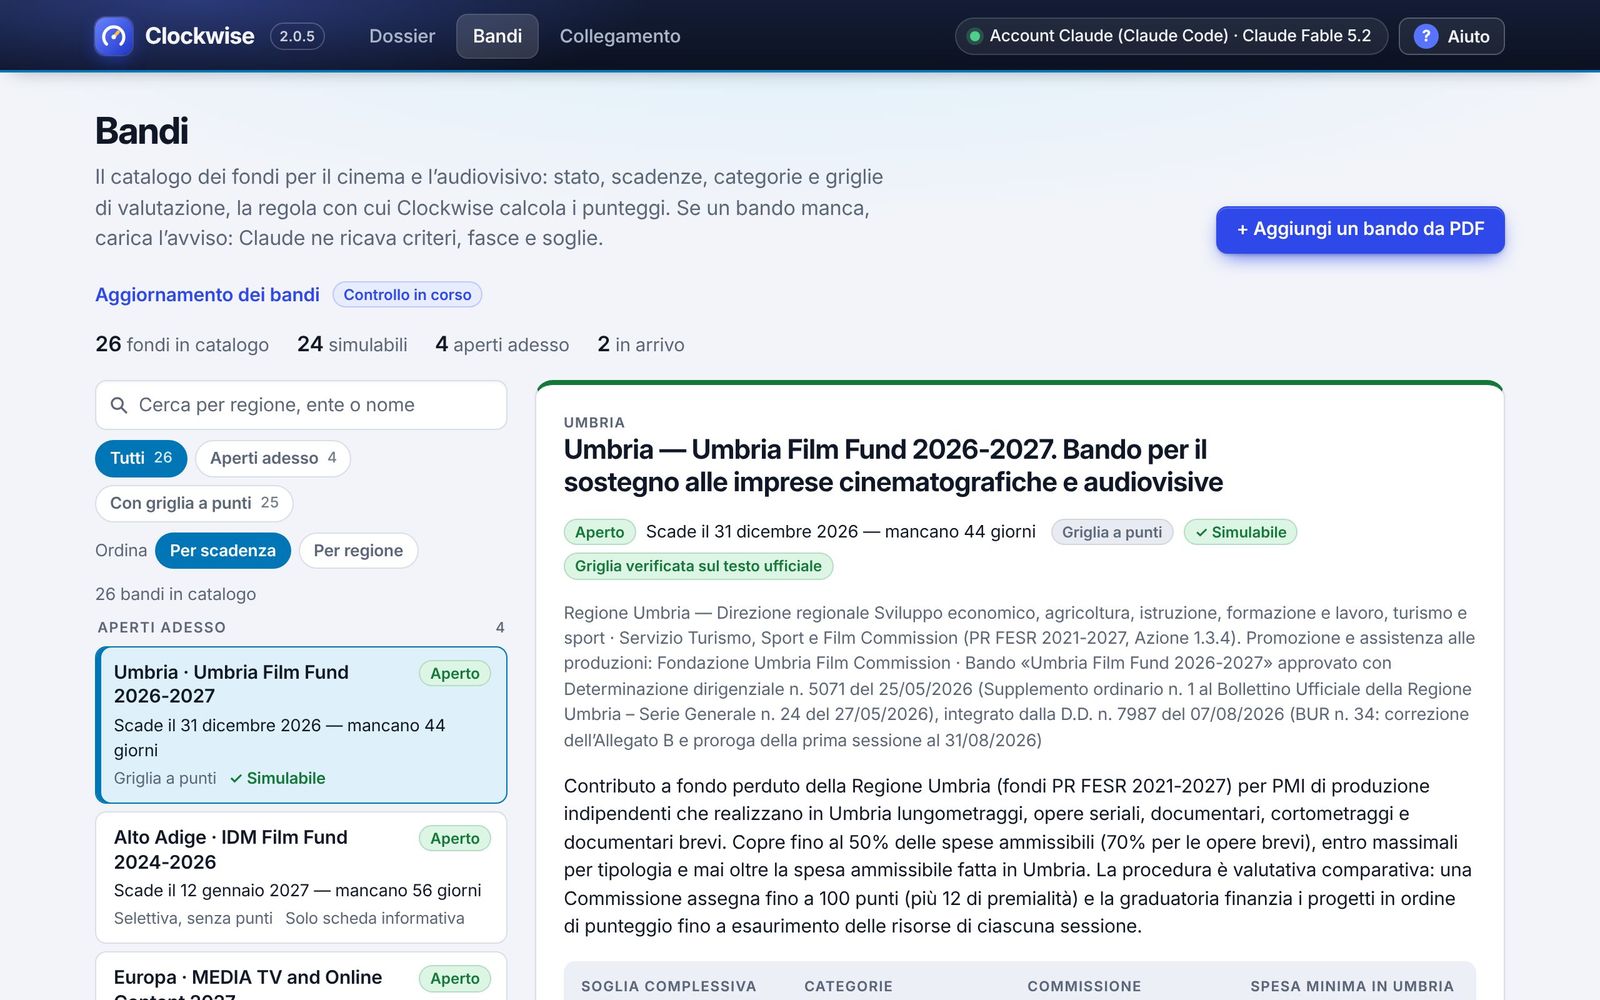 Clockwise 2.0.5 Dossier Bandi Collegamento Account Claude (Claude Code) · Claude Fable 5.2 ? Aiuto
Bandi
Il catalogo dei fondi per il cinema e l’audiovisivo: stato, scadenze, categorie e griglie
di valutazione, la regola con cui Clockwise calcola i punteggi. Se un bando manca,
carica l’avviso: Claude ne ricava criteri, fasce e soglie.
+ Aggiungi un bando da PDF
Aggiornamento dei bandi Controllo in corso
26 fondi in catalogo 24 simulabili 4 aperti adesso 2 in arrivo
Cerca per regione, ente o nome
Tutti 26 Aperti adesso 4
Con griglia a punti 25
Ordina Per scadenza Per regione
26 bandi in catalogo
APERTI ADESSO 4
Umbria · Umbria Film Fund
2026-2027
Aperto
Scade il 31 dicembre 2026 — mancano 44
giorni
Griglia a punti ✓ Simulabile
Alto Adige · IDM Film Fund
2024-2026
Aperto
Scade il 12 gennaio 2027 — mancano 56 giorni
Selettiva, senza punti Solo scheda informativa
Europa · MEDIA TV and Online
Content 2027
Aperto
UMBRIA
Umbria — Umbria Film Fund 2026-2027. Bando per il
sostegno alle imprese cinematografiche e audiovisive
Aperto Scade il 31 dicembre 2026 — mancano 44 giorni Griglia a punti ✓ Simulabile
Griglia verificata sul testo ufficiale
Regione Umbria — Direzione regionale Sviluppo economico, agricoltura, istruzione, formazione e lavoro, turismo e
sport · Servizio Turismo, Sport e Film Commission (PR FESR 2021-2027, Azione 1.3.4). Promozione e assistenza alle
produzioni: Fondazione Umbria Film Commission · Bando «Umbria Film Fund 2026-2027» approvato con
Determinazione dirigenziale n. 5071 del 25/05/2026 (Supplemento ordinario n. 1 al Bollettino Ufficiale della Regione
Umbria – Serie Generale n. 24 del 27/05/2026), integrato dalla D.D. n. 7987 del 07/08/2026 (BUR n. 34: correzione
dell’Allegato B e proroga della prima sessione al 31/08/2026)
Contributo a fondo perduto della Regione Umbria (fondi PR FESR 2021-2027) per PMI di produzione
indipendenti che realizzano in Umbria lungometraggi, opere seriali, documentari, cortometraggi e
documentari brevi. Copre fino al 50% delle spese ammissibili (70% per le opere brevi), entro massimali
per tipologia e mai oltre la spesa ammissibile fatta in Umbria. La procedura è valutativa comparativa: una
Commissione assegna fino a 100 punti (più 12 di premialità) e la graduatoria finanzia i progetti in ordine
di punteggio fino a esaurimento delle risorse di ciascuna sessione.
SOGLIA COMPLESSIVA CATEGORIE COMMISSIONE SPESA MINIMA IN UMBRIA